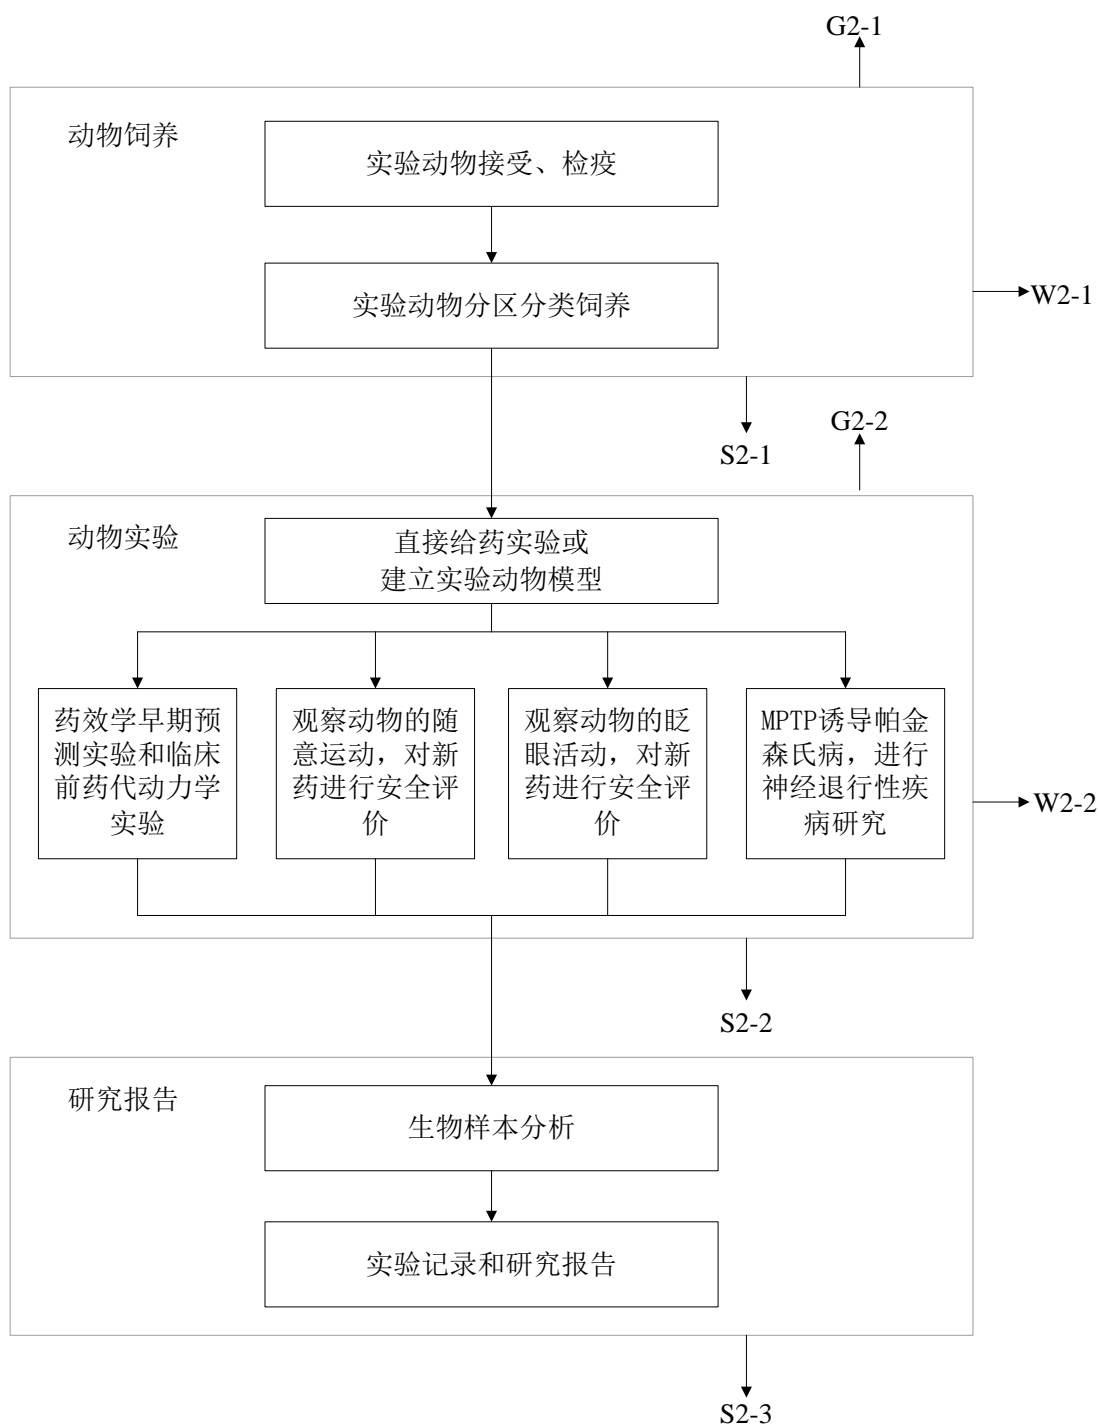 G2-1
动物饲养
实验动物接受、检疫
实验动物分区分类饲养
W2-1
S2-1
G2-2
动物实验
直接给药实验或
建立实验动物模型
药效学早期预
测实验和临床
前药代动力学
实验
观察动物的随
意运动，对新
药进行安全评
价
观察动物的眨
眼活动，对新
药进行安全评
价
MPTP诱导帕金
森氏病，进行
神经退行性疾
病研究
W2-2
S2-2
研究报告
生物样本分析
实验记录和研究报告
S2-3